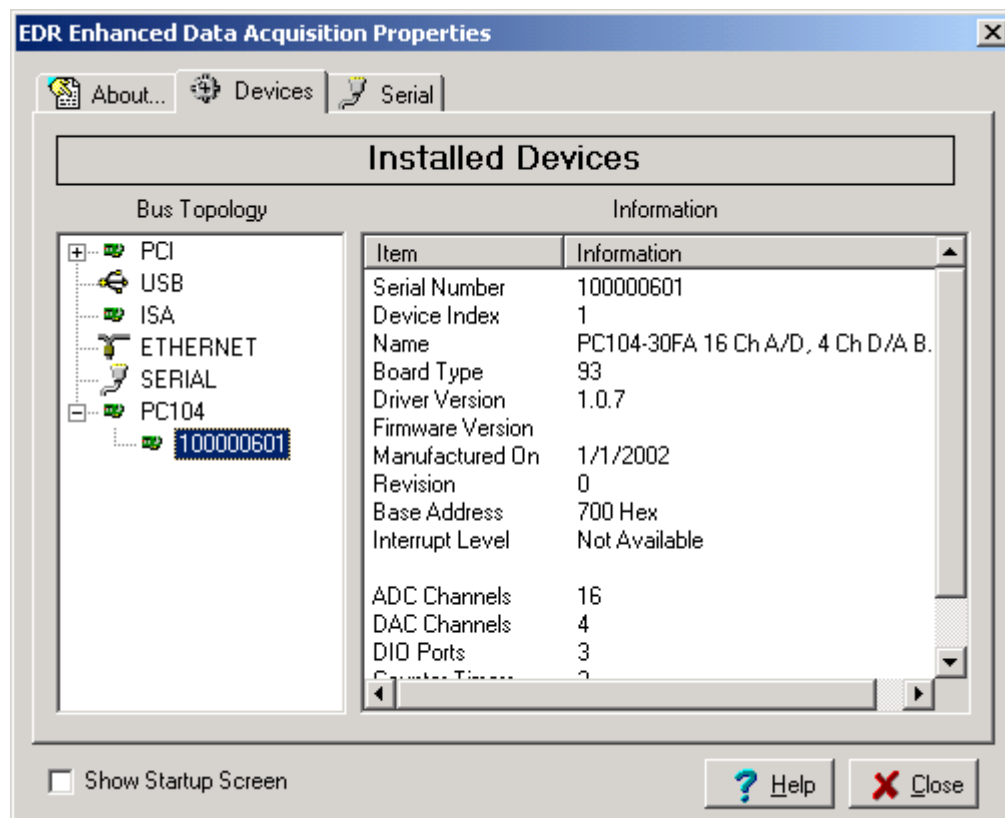 EDR Enhanced Data Acquisition Properties
About... Devices Serial
Installed Devices
Bus Topology Information
PCI
USB
ISA
ETHERNET
SERIAL
PC104
100000601
Item Information
Serial Number 100000601
Device Index 1
Name PC104-30FA 16 Ch A/D, 4 Ch D/A B.
Board Type 93
Driver Version 1.0.7
Firmware Version
Manufactured On 1/1/2002
Revision 0
Base Address 700 Hex
Interrupt Level Not Available
ADC Channels 16
DAC Channels 4
DIO Ports 3
Show Startup Screen Help Close